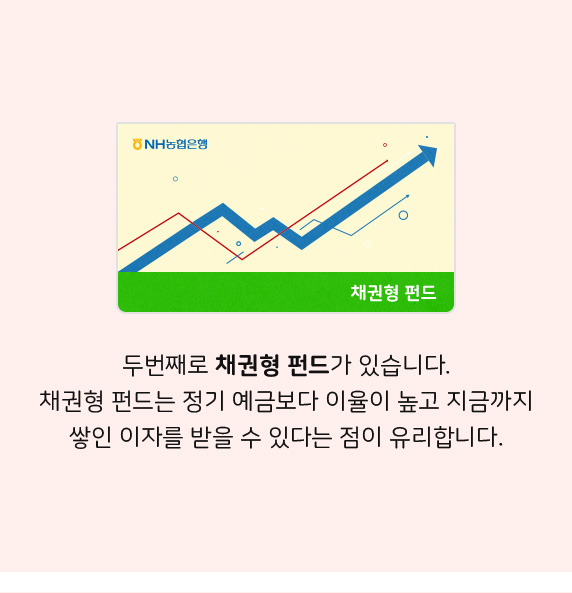 NH농협은행
채권형 펀드
두번째로 채권형 펀드가 있습니다.
채권형 펀드는 정기 예금보다 이율이 높고 지금까지
쌓인 이자를 받을 수 있다는 점이 유리합니다.